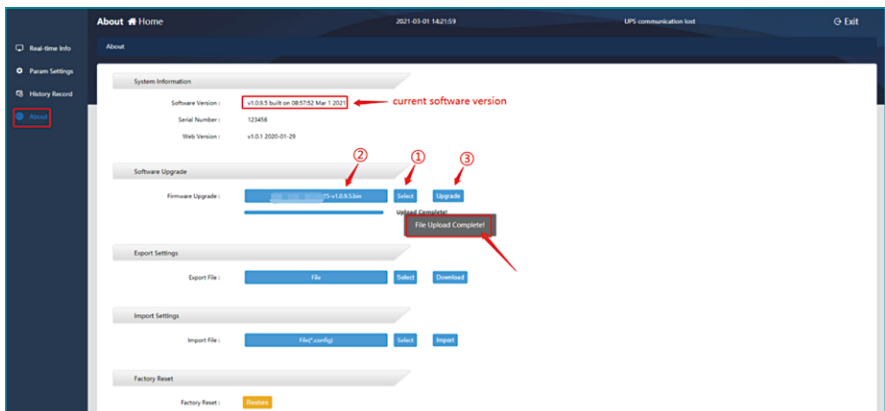 About Home 2021-03-01 14:21:59 UPS communication lost Exit
Real-time Info
About
Param Settings
History Record
About
System Information
Software Version : v1.0.9.5 built on 08:57:52 Mar 1 2021 current software version
Serial Number : 123456
Web Version : v1.0.1 2020-01-29
② ① ③
Software Upgrade
Firmware Upgrade : 5-v1.0.9.5.bin Select Upgrade
Upload Complete!
File Upload Complete!
Export Settings
Export File : File Select Download
Import Settings
Import File : File(*.config) Select Import
Factory Reset
Factory Reset : Restore